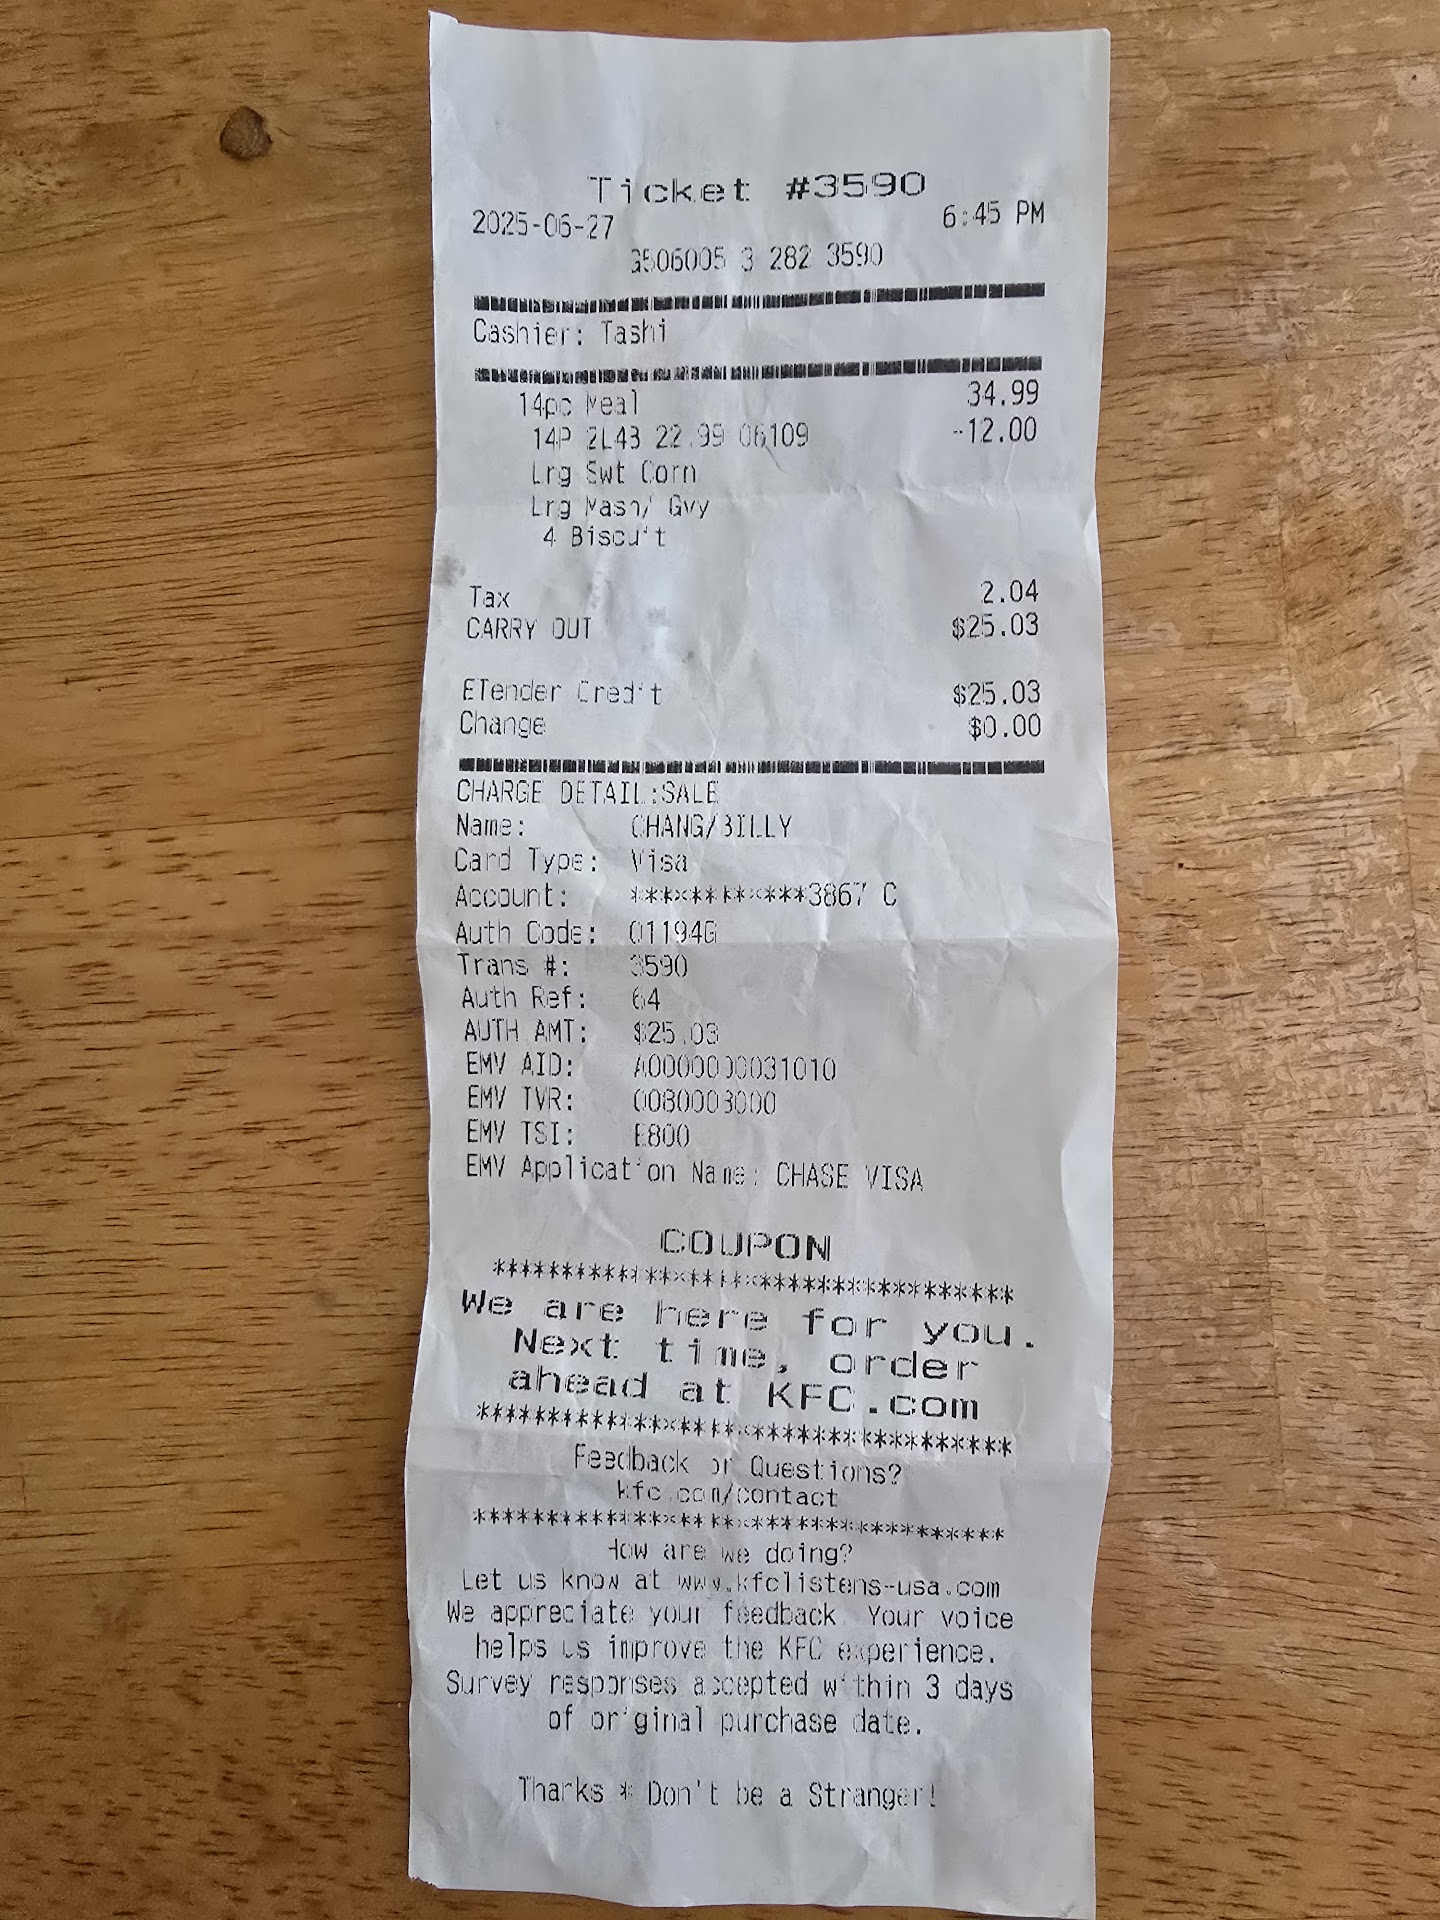 Ticket #3590
2025-06-27 6:45 PM
G506005 3 282 3590
Cashier: Tashi
14pc Meal 34.99
14P 2L4B 22.99 06109 -12.00
Lrg Swt Corn
Lrg Mash/ Gvy
4 Biscuit
Tax 2.04
CARRY OUT $25.03
ETender Credit $25.03
Change $0.00
CHARGE DETAIL:SALE
Name: CHANG/BILLY
Card Type: Visa
Account: ************3867 C
Auth Code: 01194G
Trans #: 3590
Auth Ref: 64
AUTH AMT: $25.03
EMV AID: A0000000031010
EMV TVR: 0080008000
EMV TSI: E800
EMV Application Name: CHASE VISA
COUPON
***********************************
We are here for you.
Next time, order
ahead at KFC.com
***********************************
Feedback or Questions?
kfc.com/contact
***********************************
How are we doing?
Let us know at www.kfclistens-usa.com
We appreciate your feedback. Your voice
helps us improve the KFC experience.
Survey responses accepted within 3 days
of original purchase date.
Thanks * Don't be a Stranger!